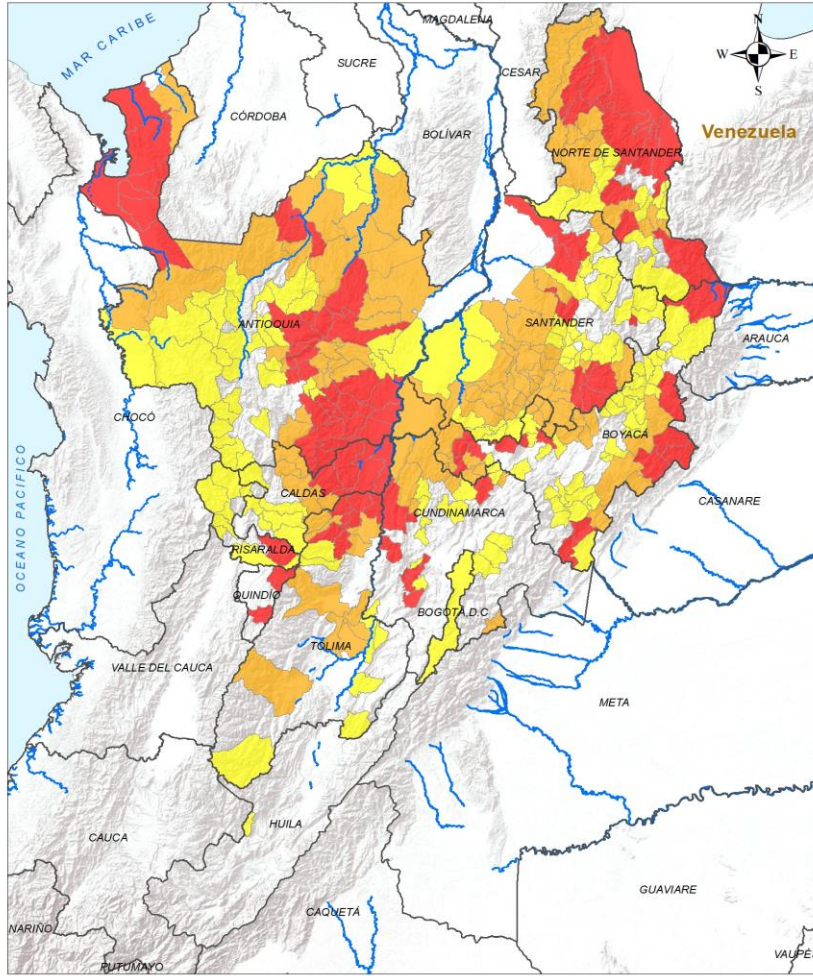 MAGDALENA
MAR CARIBE
SUCRE
CESAR
N
W E
S
CÓRDOBA
BOLÍVAR
Venezuela
NORTE DE SANTANDER
ANTIOQUIA
SANTANDER
ARAUCA
CHOCÓ
BOYACÁ
OCEANO PACIFICO
CALDAS
CUNDINAMARCA
CASANARE
RISARALDA
QUINDÍO
BOGOTÁ, D.C
TOLIMA
VALLE DEL CAUCA
META
HUILA
CAUCA
GUAVIARE
CAQUETÁ
NARIÑO
PUTUMAYO
VAUPÉS